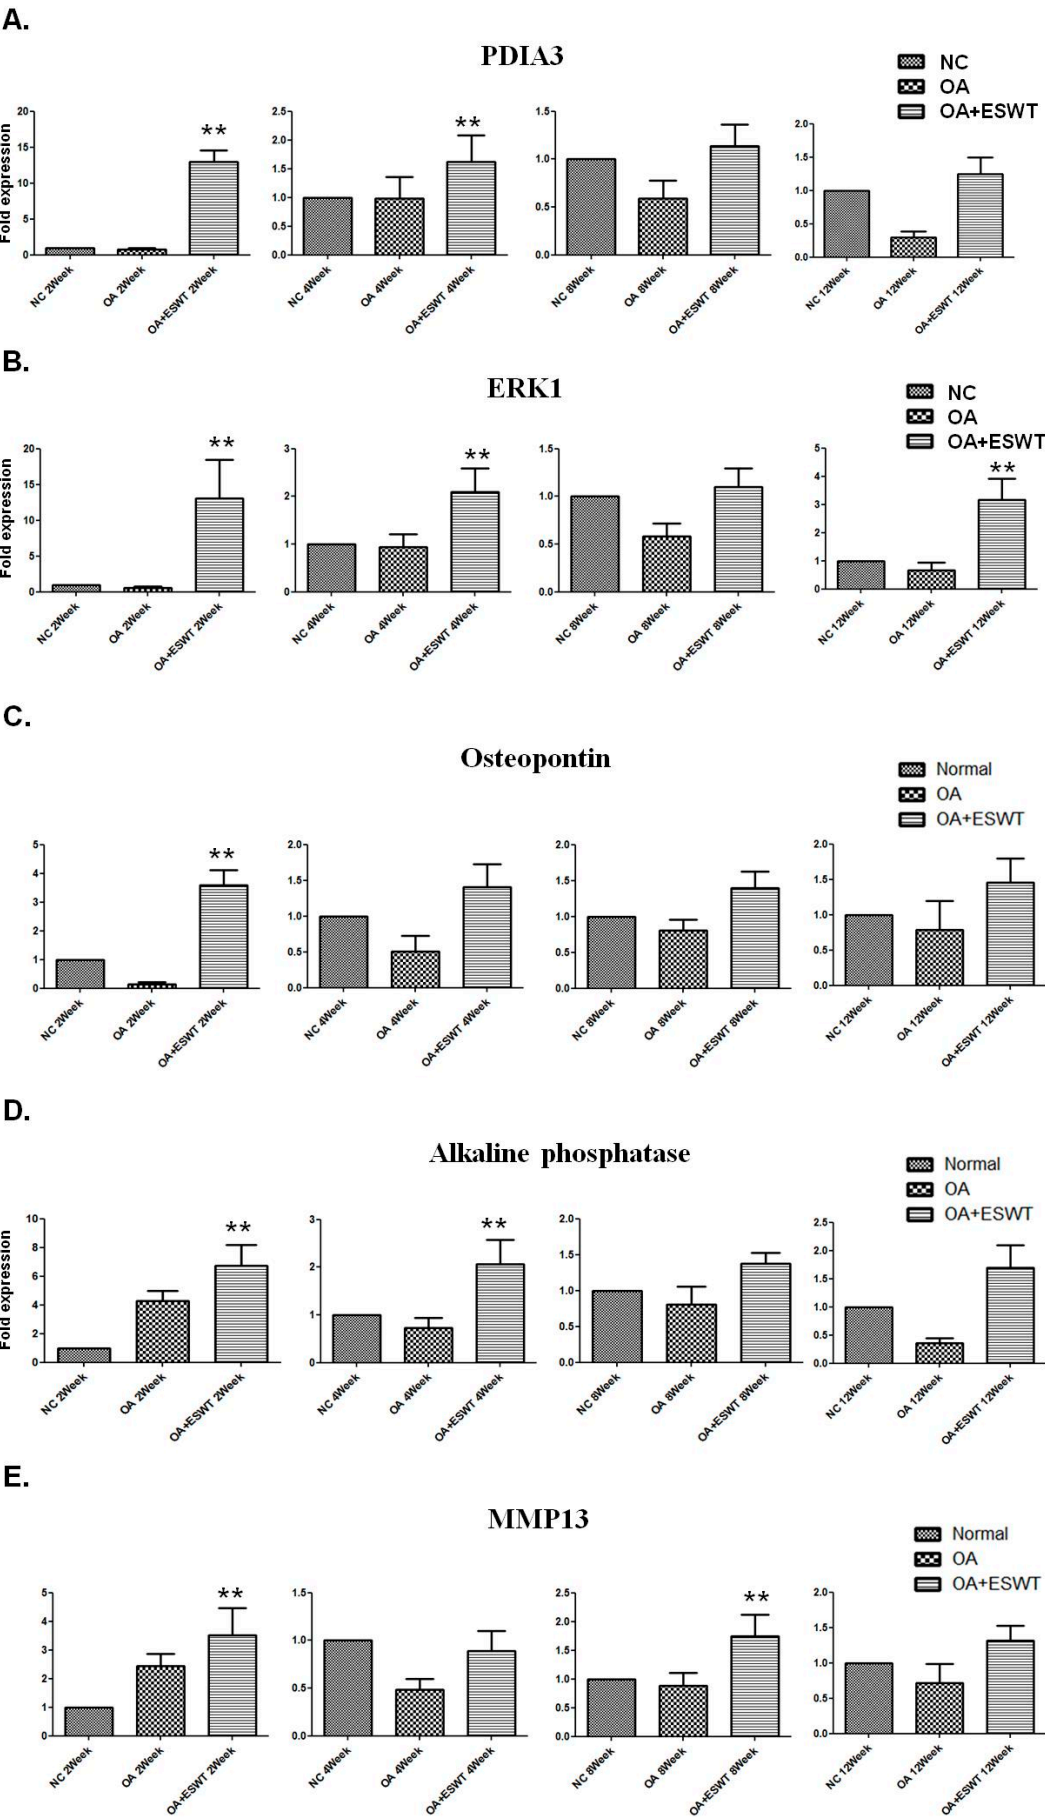 A.
PDIA3
NC
OA
OA+ESWT
Fold expression
20
15
10
5
0
**
NC 2Week
OA 2Week
OA+ESWT 2Week
2.5
2.0
1.5
1.0
0.5
0.0
**
NC 4Week
OA 4Week
OA+ESWT 4Week
1.5
1.0
0.5
0.0
NC 8Week
OA 8Week
OA+ESWT 8Week
2.0
1.5
1.0
0.5
0.0
NC 12Week
OA 12Week
OA+ESWT 12Week
B.
ERK1
NC
OA
OA+ESWT
Fold expression
20
15
10
5
0
**
NC 2Week
OA 2Week
OA+ESWT 2Week
3
2
1
0
**
NC 4Week
OA 4Week
OA+ESWT 4Week
1.5
1.0
0.5
0.0
NC 8Week
OA 8Week
OA+ESWT 8Week
5
4
3
2
1
0
**
NC 12Week
OA 12Week
OA+ESWT 12Week
C.
Osteopontin
Normal
OA
OA+ESWT
5
4
3
2
1
0
**
NC 2Week
OA 2Week
OA+ESWT 2Week
2.0
1.5
1.0
0.5
0.0
NC 4Week
OA 4Week
OA+ESWT 4Week
2.0
1.5
1.0
0.5
0.0
NC 8Week
OA 8Week
OA+ESWT 8Week
2.0
1.5
1.0
0.5
0.0
NC 12Week
OA 12Week
OA+ESWT 12Week
D.
Alkaline phosphatase
Normal
OA
OA+ESWT
Fold expression
10
8
6
4
2
0
**
NC 2Week
OA 2Week
OA+ESWT 2Week
3
2
1
0
**
NC 4Week
OA 4Week
OA+ESWT 4Week
2.0
1.5
1.0
0.5
0.0
NC 8Week
OA 8Week
OA+ESWT 8Week
2.5
2.0
1.5
1.0
0.5
0.0
NC 12Week
OA 12Week
OA+ESWT 12Week
E.
MMP13
Normal
OA
OA+ESWT
5
4
3
2
1
0
**
NC 2Week
OA 2Week
OA+ESWT 2Week
1.5
1.0
0.5
0.0
NC 4Week
OA 4Week
OA+ESWT 4Week
2.5
2.0
1.5
1.0
0.5
0.0
**
NC 8Week
OA 8Week
OA+ESWT 8Week
2.0
1.5
1.0
0.5
0.0
NC 12Week
OA 12Week
OA+ESWT 12Week